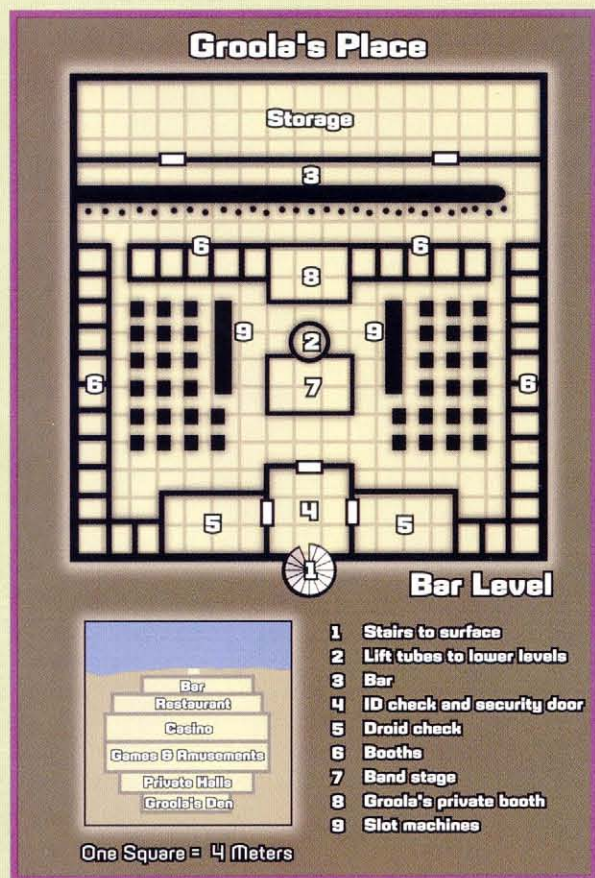 Groola's Place
Storage
3
6
6
8
9
9
2
6
6
7
4
5
5
1
Bar Level
Bar
Restaurant
Casino
Games & Amusements
Private Halls
Groola's Den
One Square = 4 Meters
1 Stairs to surface
2 Lift tubes to lower levels
3 Bar
4 ID check and security door
5 Droid check
6 Booths
7 Band stage
8 Groola's private booth
9 Slot machines